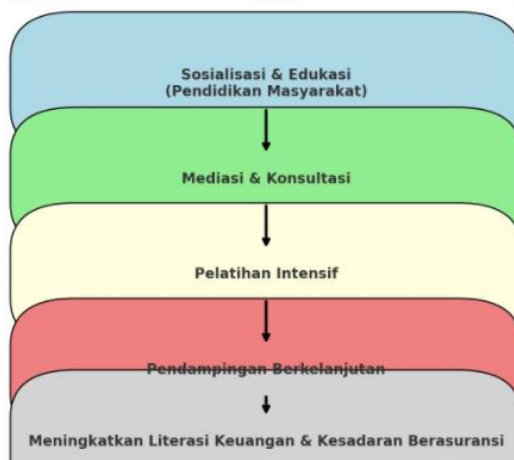 Sosialisasi & Edukasi
(Pendidikan Masyarakat)
Mediasi & Konsultasi
Pelatihan Intensif
Pendampingan Berkelanjutan
Meningkatkan Literasi Keuangan & Kesadaran Berasuransi